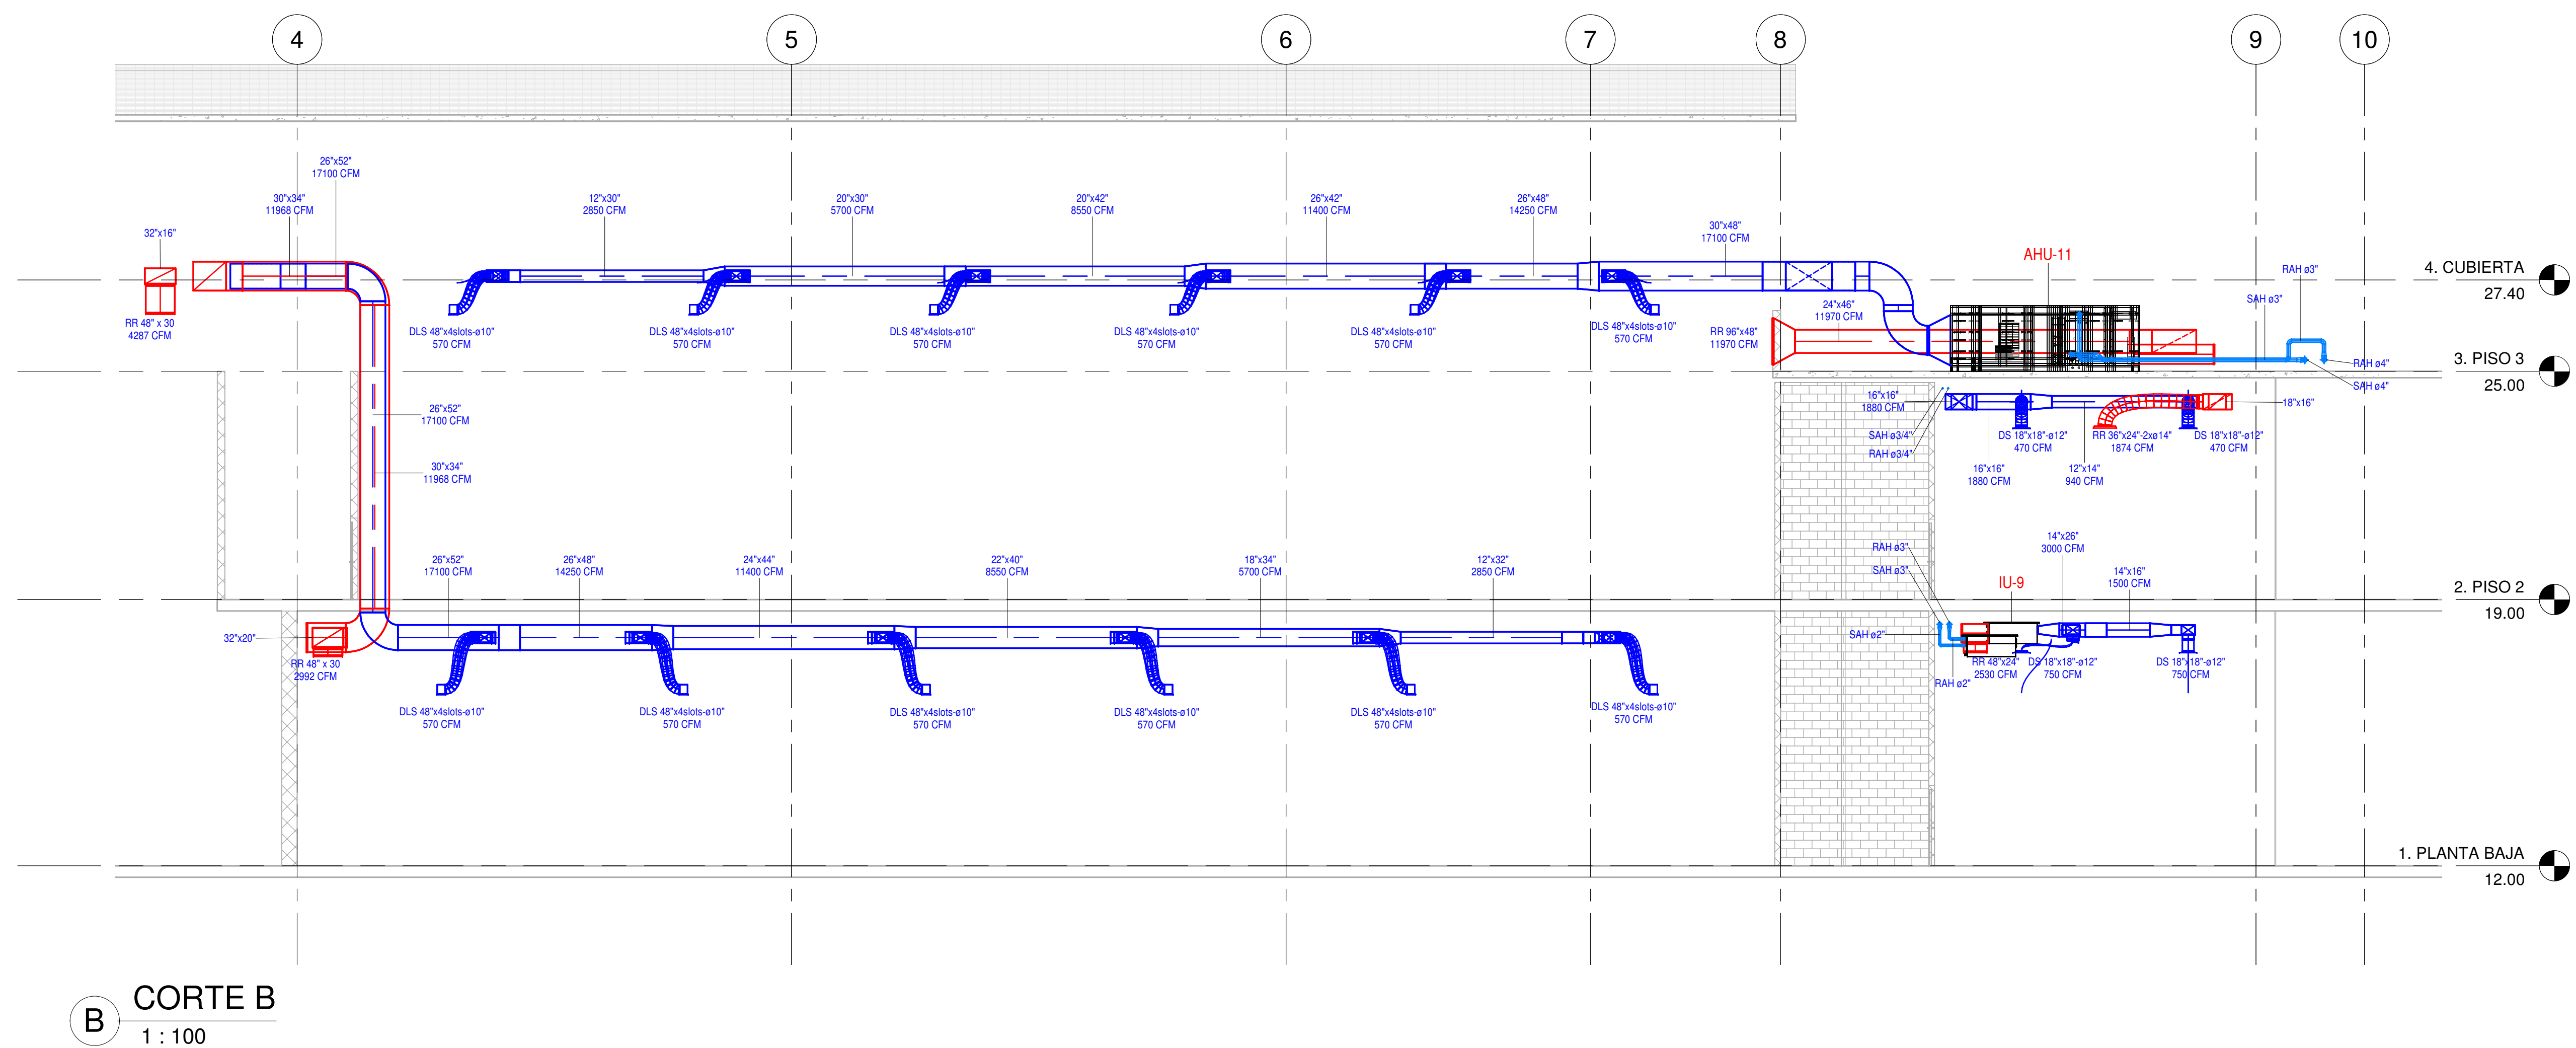 4
5
6
7
8
9
10
26"x52"
17100 CFM
30"x34"
11968 CFM
12"x30"
2850 CFM
20"x30"
5700 CFM
20"x42"
8550 CFM
26"x42"
11400 CFM
26"x48"
14250 CFM
30"x48"
17100 CFM
32"x16"
AHU-11
RAH ø3"
SAH ø3"
4. CUBIERTA
27.40
RR 48" x 30
4287 CFM
DLS 48"x4slots-ø10"
570 CFM
DLS 48"x4slots-ø10"
570 CFM
DLS 48"x4slots-ø10"
570 CFM
DLS 48"x4slots-ø10"
570 CFM
DLS 48"x4slots-ø10"
570 CFM
DLS 48"x4slots-ø10"
570 CFM
RR 96"x48"
11970 CFM
24"x46"
11970 CFM
RAH ø4"
SAH ø4"
3. PISO 3
25.00
26"x52"
17100 CFM
30"x34"
11968 CFM
16"x16"
1880 CFM
18"x16"
SAH ø3/4"
RAH ø3/4"
DS 18"x18"-ø12"
470 CFM
RR 36"x24"-2xø14"
1874 CFM
DS 18"x18"-ø12"
470 CFM
16"x16"
1880 CFM
12"x14"
940 CFM
26"x52"
17100 CFM
26"x48"
14250 CFM
24"x44"
11400 CFM
22"x40"
8550 CFM
18"x34"
5700 CFM
12"x32"
2850 CFM
RAH ø3"
SAH ø3"
14"x26"
3000 CFM
IU-9
14"x16"
1500 CFM
2. PISO 2
19.00
32"x20"
RR 48" x 30
2992 CFM
SAH ø2"
RAH ø2"
RR 48"x24"
2530 CFM
DS 18"x18"-ø12"
750 CFM
DS 18"x18"-ø12"
750 CFM
DLS 48"x4slots-ø10"
570 CFM
DLS 48"x4slots-ø10"
570 CFM
DLS 48"x4slots-ø10"
570 CFM
DLS 48"x4slots-ø10"
570 CFM
DLS 48"x4slots-ø10"
570 CFM
DLS 48"x4slots-ø10"
570 CFM
1. PLANTA BAJA
12.00
B
CORTE B
1 : 100